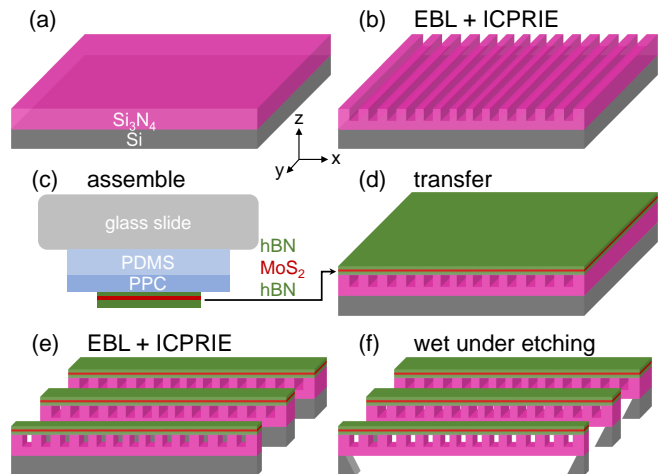 (a)
(b) EBL + ICPRIE
Si₃N₄
Si
z
y
x
(c) assemble
(d) transfer
glass slide
hBN
PDMS
MoS₂
PPC
hBN
(e) EBL + ICPRIE
(f) wet under etching